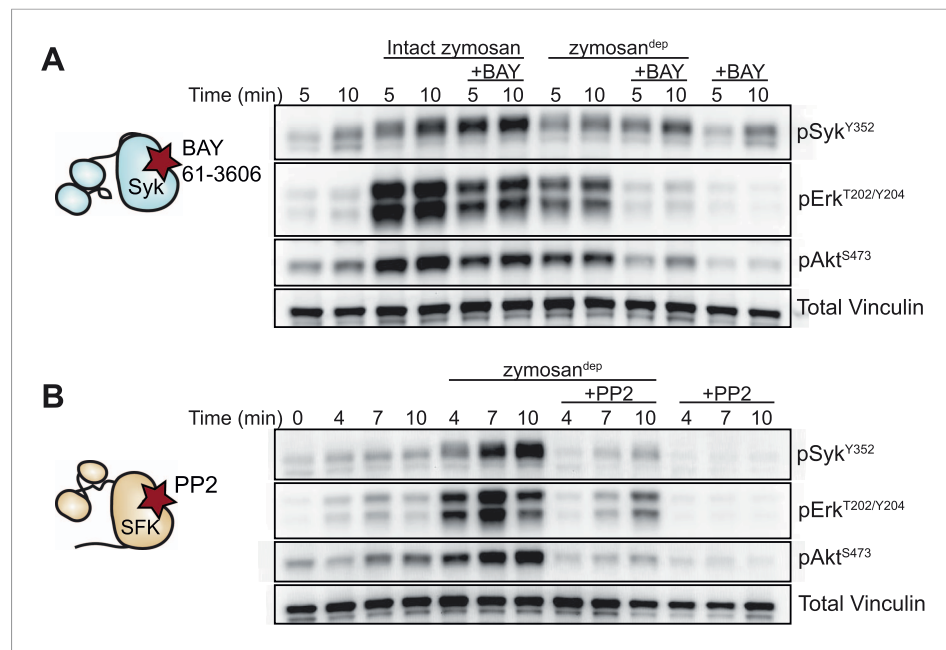 A
Intact zymosan zymosan^dep
+BAY +BAY +BAY
Time (min) 5 10 5 10 5 10 5 10 5 10 5 10
BAY
61-3606
Syk
pSyk^Y352
pErk^T202/Y204
pAkt^S473
Total Vinculin
B
zymosan^dep
+PP2 +PP2
Time (min) 0 4 7 10 4 7 10 4 7 10 4 7 10
PP2
SFK
pSyk^Y352
pErk^T202/Y204
pAkt^S473
Total Vinculin